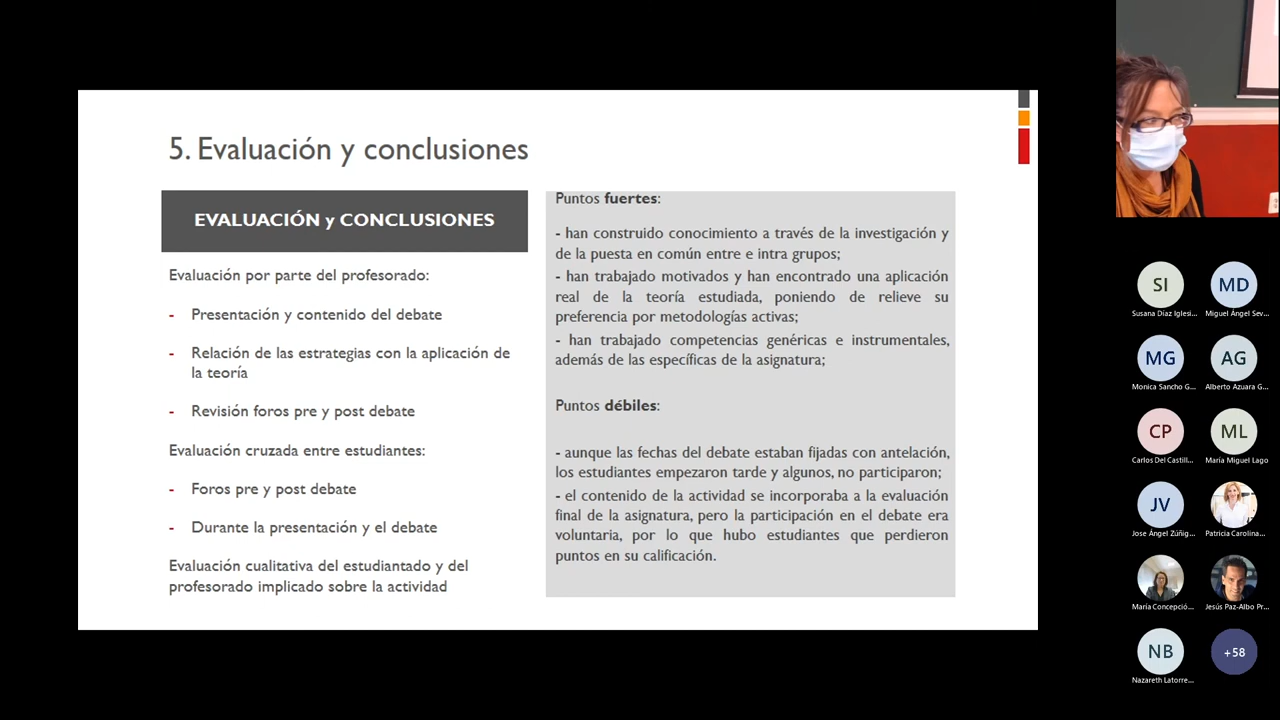 5. Evaluación y conclusiones
EVALUACIÓN y CONCLUSIONES
Evaluación por parte del profesorado:
- Presentación y contenido del debate
- Relación de las estrategias con la aplicación de
la teoría
- Revisión foros pre y post debate
Evaluación cruzada entre estudiantes:
- Foros pre y post debate
- Durante la presentación y el debate
Evaluación cualitativa del estudiantado y del
profesorado implicado sobre la actividad
Puntos fuertes:
- han construido conocimiento a través de la investigación y
de la puesta en común entre e intra grupos;
- han trabajado motivados y han encontrado una aplicación
real de la teoría estudiada, poniendo de relieve su
preferencia por metodologías activas;
- han trabajado competencias genéricas e instrumentales,
además de las específicas de la asignatura;
Puntos débiles:
- aunque las fechas del debate estaban fijadas con antelación,
los estudiantes empezaron tarde y algunos, no participaron;
- el contenido de la actividad se incorporaba a la evaluación
final de la asignatura, pero la participación en el debate era
voluntaria, por lo que hubo estudiantes que perdieron
puntos en su calificación.
SI
Susana Díaz Iglesi...
MD
Miguel Ángel Sev...
MG
Monica Sancho G...
AG
Alberto Azuara G...
CP
Carlos Del Castill...
ML
María Miguel Lago
JV
Jose Ángel Zúñig...
Patricia Carolina...
María Concepció...
Jesús Paz-Albo Pr...
NB
Nazareth Latorre...
+58